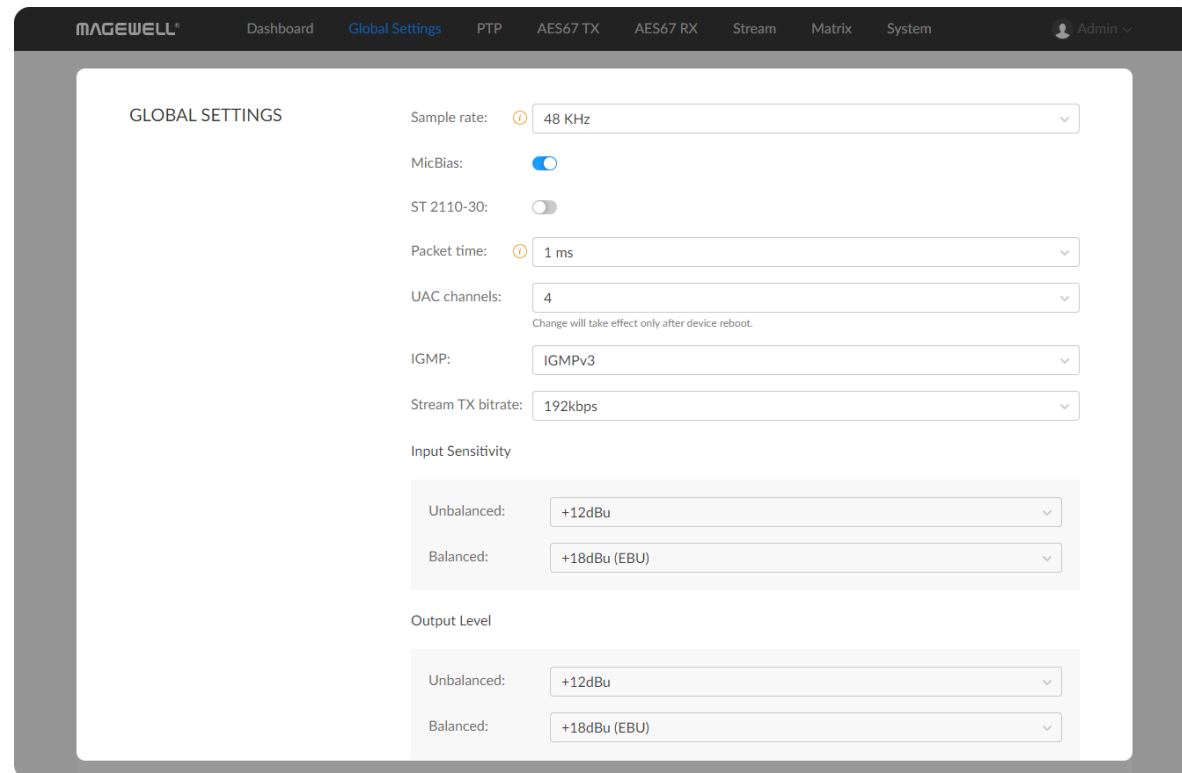 MAGEWELL® Dashboard Global Settings PTP AES67 TX AES67 RX Stream Matrix System Admin
GLOBAL SETTINGS
Sample rate: 48 KHz
MicBias:
ST 2110-30:
Packet time: 1 ms
UAC channels: 4
Change will take effect only after device reboot.
IGMP: IGMPv3
Stream TX bitrate: 192kbps
Input Sensitivity
Unbalanced: +12dBu
Balanced: +18dBu (EBU)
Output Level
Unbalanced: +12dBu
Balanced: +18dBu (EBU)